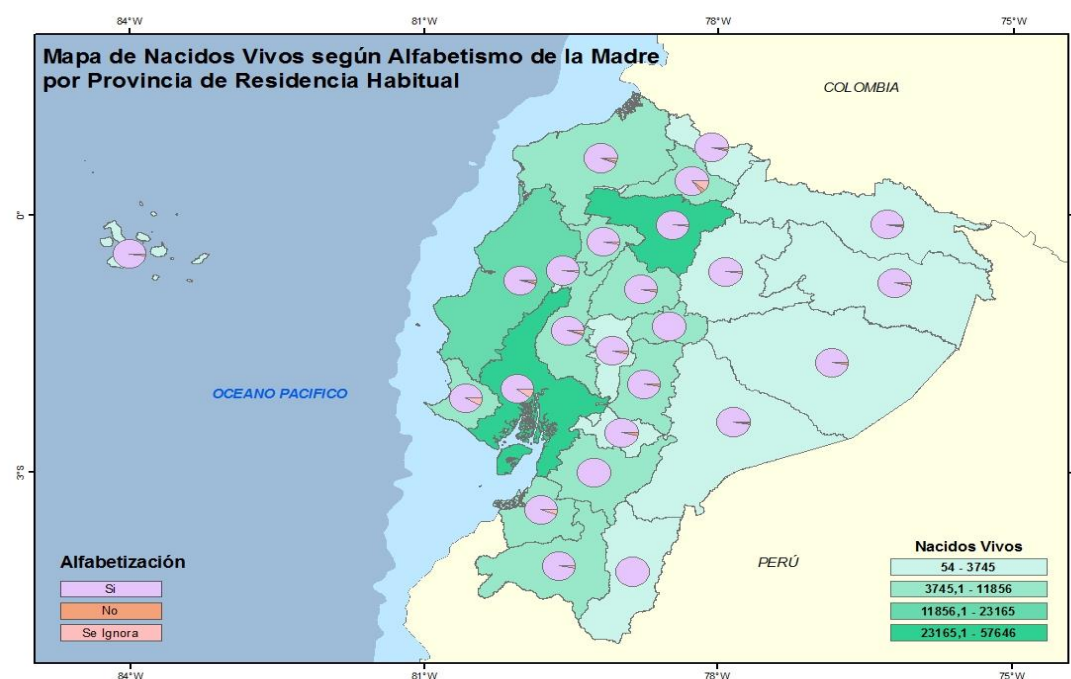 84°W 81°W 78°W 75°W
Mapa de Nacidos Vivos según Alfabetismo de la Madre
por Provincia de Residencia Habitual
COLOMBIA
0°
OCEANO PACIFICO
3°S
PERÚ
Alfabetización
Si
No
Se Ignora
Nacidos Vivos
54 - 3745
3745,1 - 11856
11856,1 - 23165
23165,1 - 57646
84°W 81°W 78°W 75°W